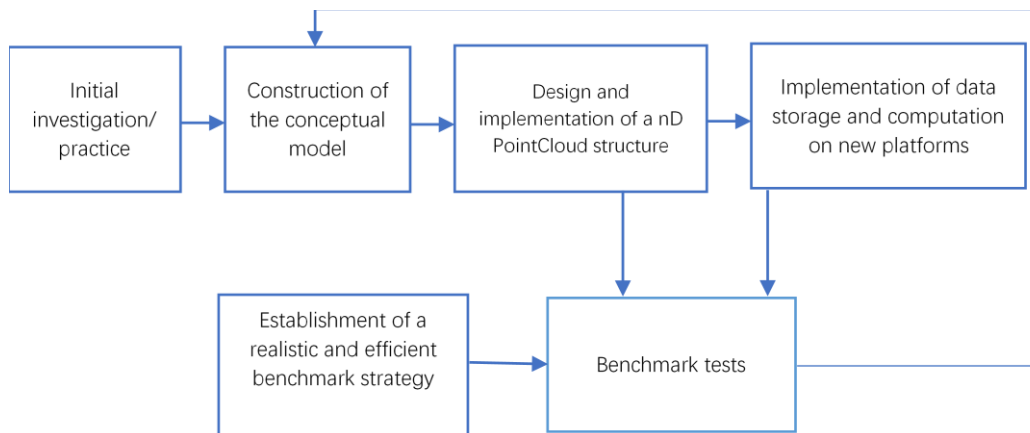 Initial
investigation/
practice
Construction of
the conceptual
model
Design and
implementation of a nD
PointCloud structure
Implementation of data
storage and computation
on new platforms
Establishment of a
realistic and efficient
benchmark strategy
Benchmark tests